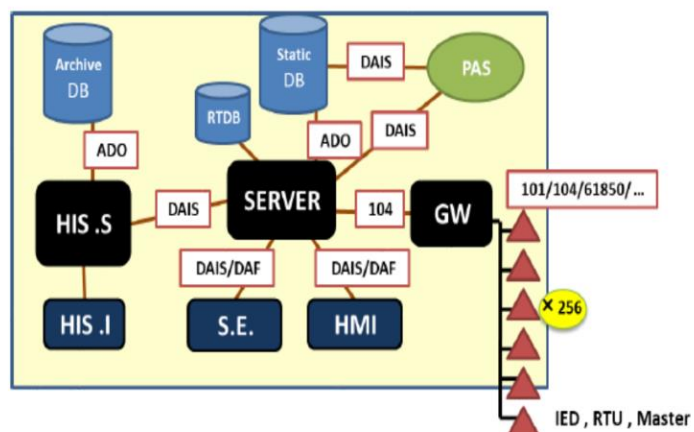 Archive
DB
Static
DB
DAIS
PAS
RTDB
ADO
ADO
DAIS
101/104/61850/...
HIS .S
DAIS
SERVER
104
GW
DAIS/DAF
DAIS/DAF
× 256
HIS .I
S.E.
HMI
IED , RTU , Master